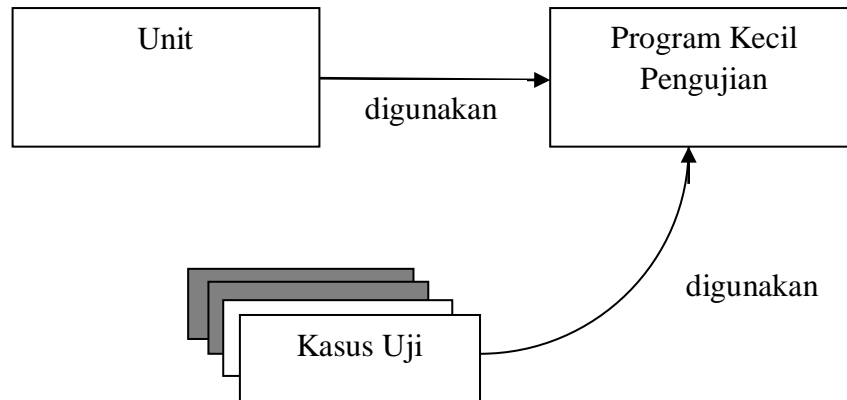 Unit
Program Kecil
Pengujian
digunakan
digunakan
Kasus Uji